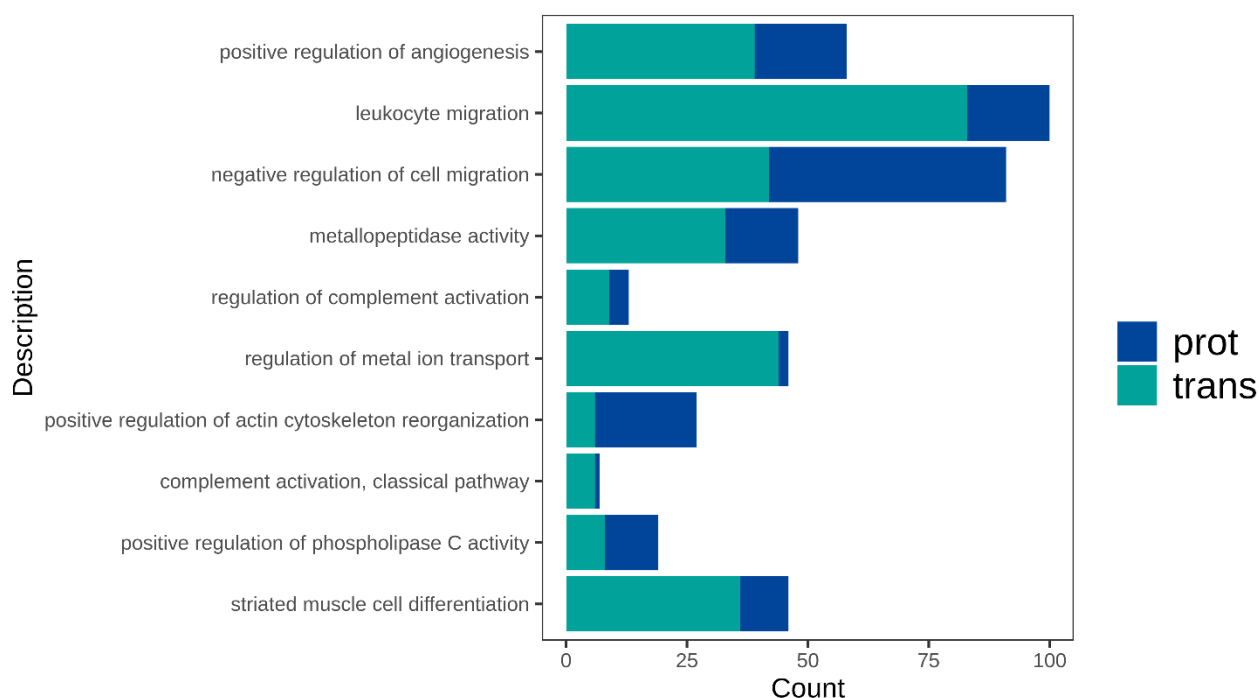 positive regulation of angiogenesis
leukocyte migration
negative regulation of cell migration
metallopeptidase activity
regulation of complement activation
regulation of metal ion transport
positive regulation of actin cytoskeleton reorganization
complement activation, classical pathway
positive regulation of phospholipase C activity
striated muscle cell differentiation
Description
0 25 50 75 100
Count
prot
trans